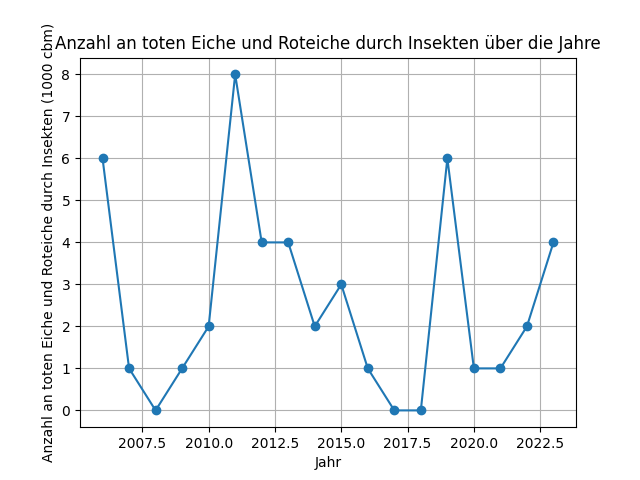 Anzahl an toten Eiche und Roteiche durch Insekten über die Jahre
Anzahl an toten Eiche und Roteiche durch Insekten (1000 cbm)
8
7
6
5
4
3
2
1
0
2007.5 2010.0 2012.5 2015.0 2017.5 2020.0 2022.5
Jahr